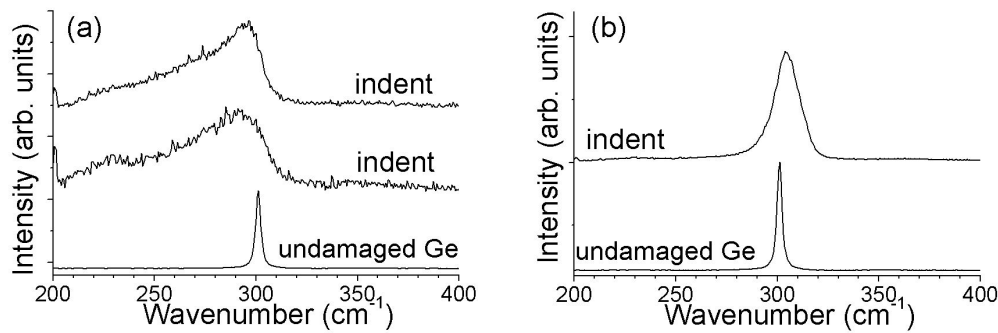 (a)
indent
indent
undamaged Ge
Intensity (arb. units)
200 250 300 350 400
Wavenumber (cm-1)
(b)
indent
undamaged Ge
Intensity (arb. units)
200 250 300 350 400
Wavenumber (cm-1)